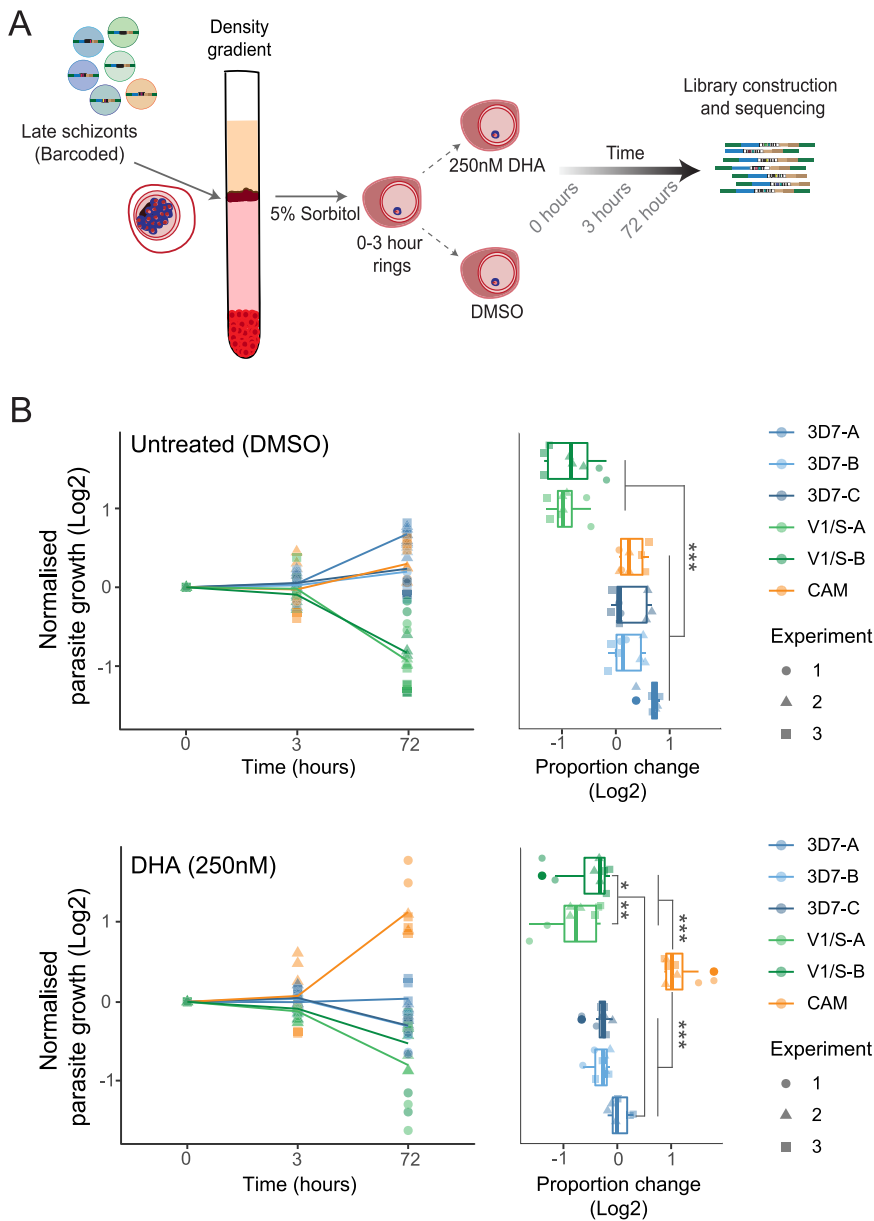 A
Density
gradient
Late schizonts
(Barcoded)
5% Sorbitol
0-3 hour
rings
250nM DHA
DMSO
Time
0 hours
3 hours
72 hours
Library construction
and sequencing
B
Untreated (DMSO)
Normalised
parasite growth (Log2)
1
0
-1
0
3
72
Time (hours)
***
-1
0
1
Proportion change
(Log2)
3D7-A
3D7-B
3D7-C
V1/S-A
V1/S-B
CAM
Experiment
1
2
3
DHA (250nM)
Normalised
parasite growth (Log2)
1
0
-1
0
3
72
Time (hours)
*
***
***
***
-1
0
1
Proportion change
(Log2)
3D7-A
3D7-B
3D7-C
V1/S-A
V1/S-B
CAM
Experiment
1
2
3